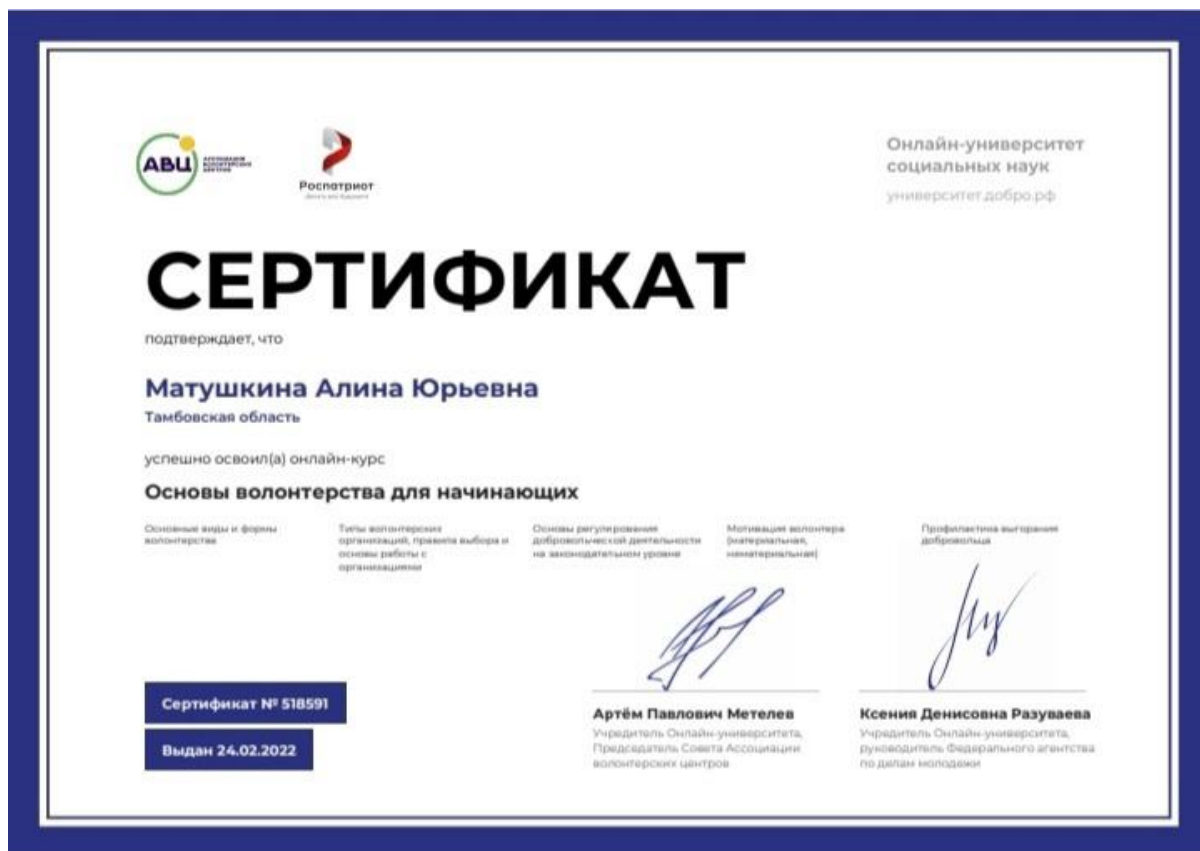 АВЦ
АССОЦИАЦИЯ
ВОЛОНТЕРСКИХ
ЦЕНТРОВ
Роспатриот
Онлайн-университет
социальных наук
университет.добро.рф
СЕРТИФИКАТ
подтверждает, что
Матушкина Алина Юрьевна
Тамбовская область
успешно освоил(а) онлайн-курс
Основы волонтерства для начинающих
Основные виды и формы
волонтерства
Типы волонтерских
организаций, правила выбора и
основы работы с
организациями
Основы регулирования
добровольческой деятельности
на законодательном уровне
Мотивация волонтера
(материальная,
нематериальная)
Профилактика выгорания
добровольца
Сертификат № 518591
Выдан 24.02.2022
Артём Павлович Метелев
Учредитель Онлайн-университета,
Председатель Совета Ассоциации
волонтерских центров
Ксения Денисовна Разуваева
Учредитель Онлайн-университета,
руководитель Федерального агентства
по делам молодежи